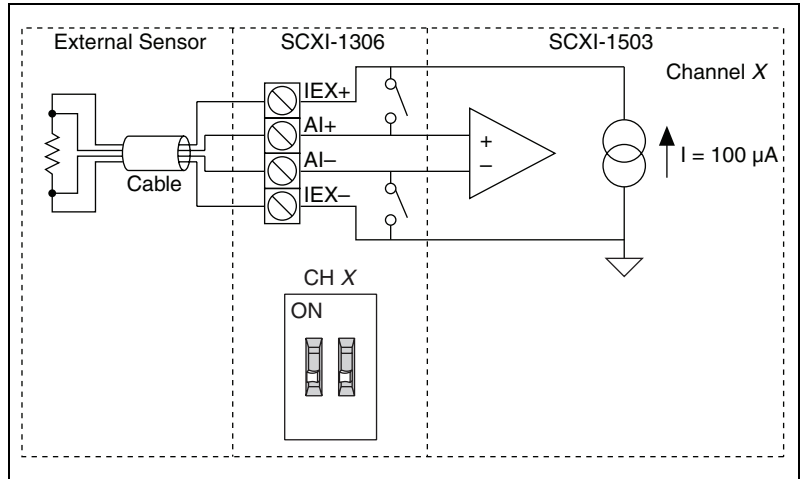 External Sensor
SCXI-1306
SCXI-1503
Channel X
IEX+
AI+
AI–
IEX–
+
–
I = 100 µA
Cable
CH X
ON